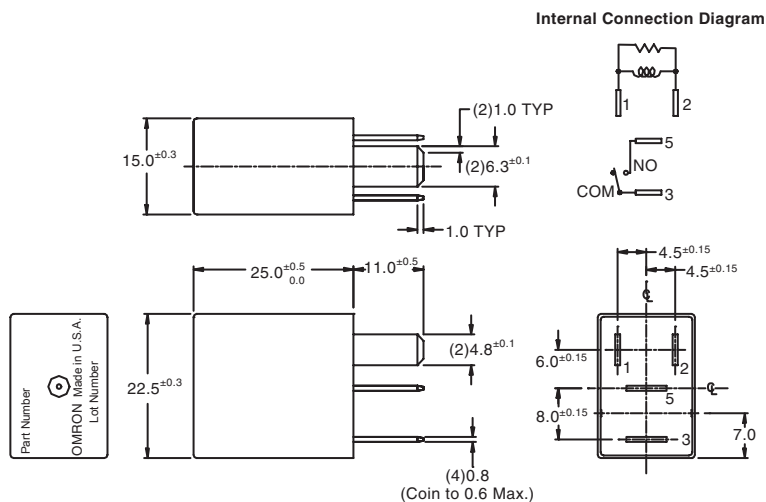 Internal Connection Diagram
1
2
5
NO
COM
3
(2)1.0 TYP
15.0±0.3
(2)6.3±0.1
1.0 TYP
25.0±0.5
0.0
11.0±0.5
4.5±0.15
4.5±0.15
℄
Part Number
OMRON Made in U.S.A.
Lot Number
22.5±0.3
(2)4.8±0.1
(4)0.8
(Coin to 0.6 Max.)
6.0±0.15
1
2
5
℄
8.0±0.15
3
7.0